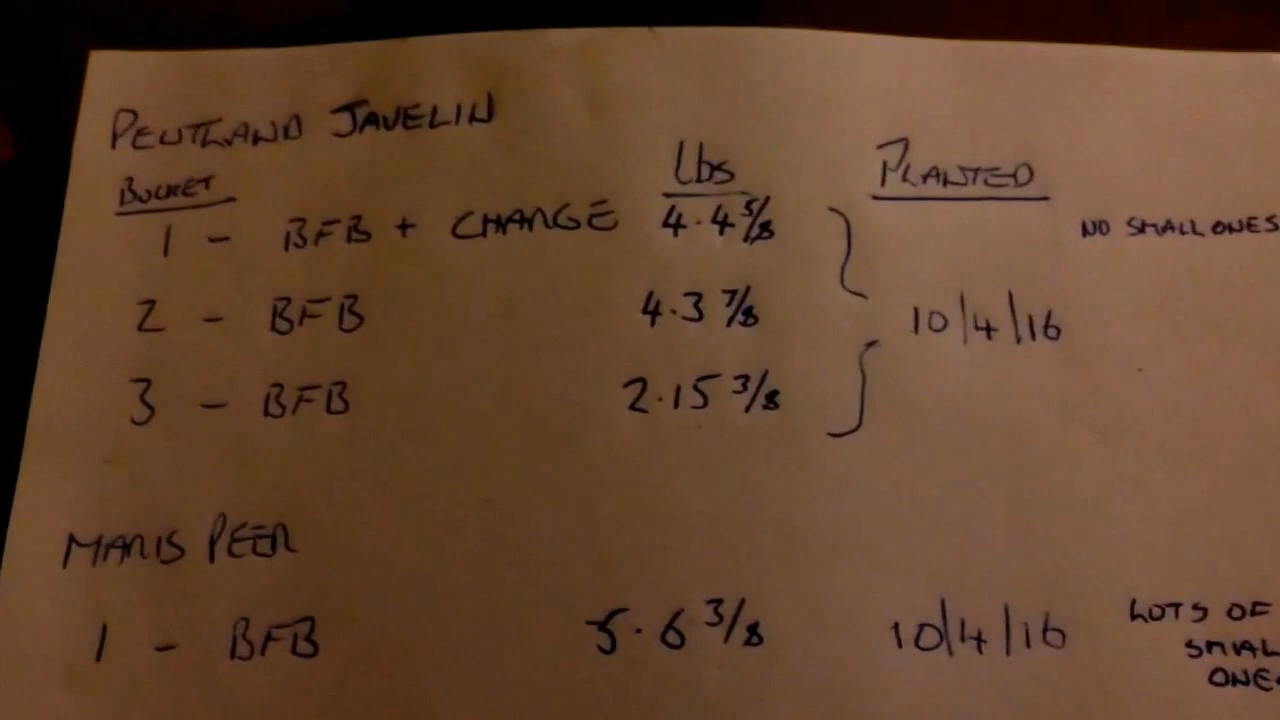 PENTLAND JAVELIN
BUCKET lbs PLANTED
1 - BFB + CHANGE 4.4 5/8 NO SMALL ONES
2 - BFB 4.3 7/8 10/4/16
3 - BFB 2.15 3/8
MARIS PEER
1 - BFB 5.6 3/8 10/4/16 LOTS OF
SMAL
ONE